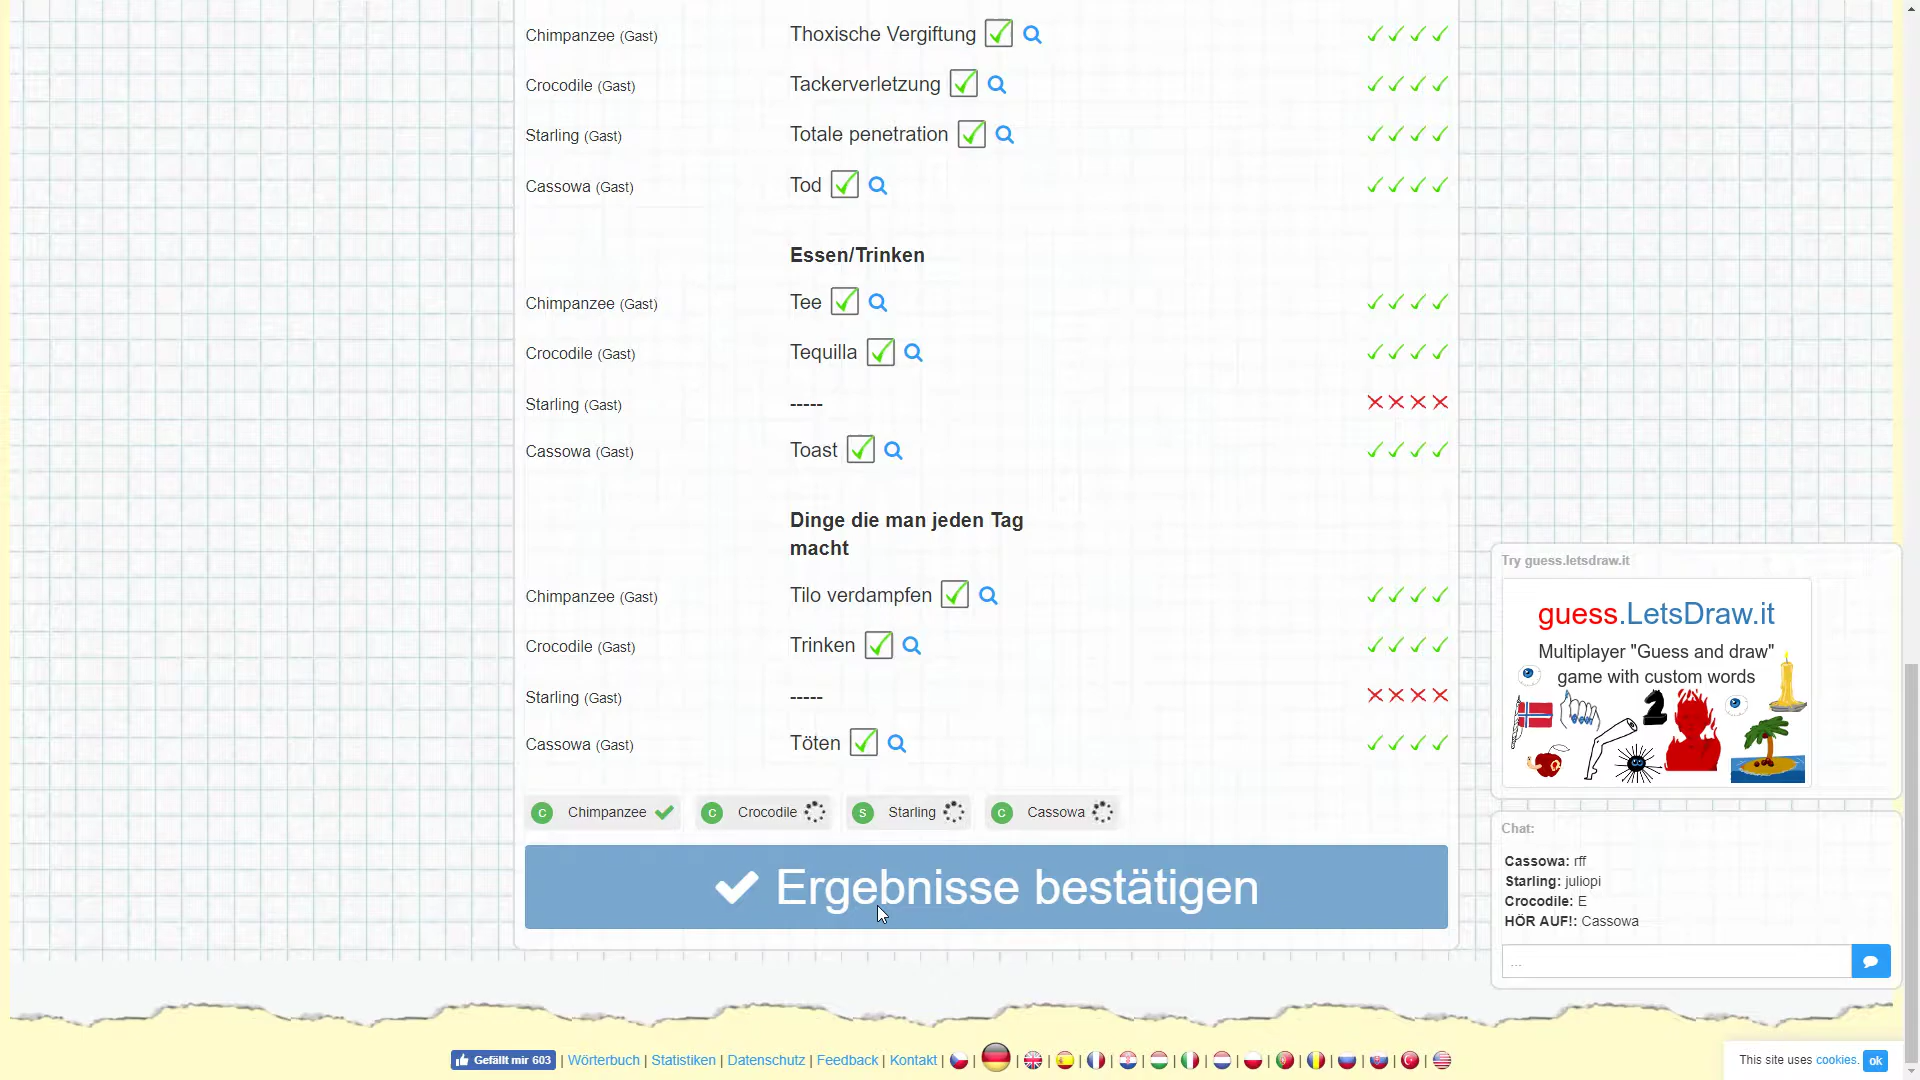 Chimpanzee (Gast) Thoxische Vergiftung
Crocodile (Gast) Tackerverletzung
Starling (Gast) Totale penetration
Cassowa (Gast) Tod
Essen/Trinken
Chimpanzee (Gast) Tee
Crocodile (Gast) Tequilla
Starling (Gast) -----
Cassowa (Gast) Toast
Dinge die man jeden Tag
macht
Chimpanzee (Gast) Tilo verdampfen
Crocodile (Gast) Trinken
Starling (Gast) -----
Cassowa (Gast) Töten
C Chimpanzee C Crocodile S Starling C Cassowa
Ergebnisse bestätigen
Try guess.letsdraw.it
guess.LetsDraw.it
Multiplayer "Guess and draw"
game with custom words
Chat:
Cassowa: rff
Starling: juliopi
Crocodile: E
HÖR AUF!: Cassowa
...
Gefällt mir 603 | Wörterbuch | Statistiken | Datenschutz | Feedback | Kontakt
This site uses cookies. ok